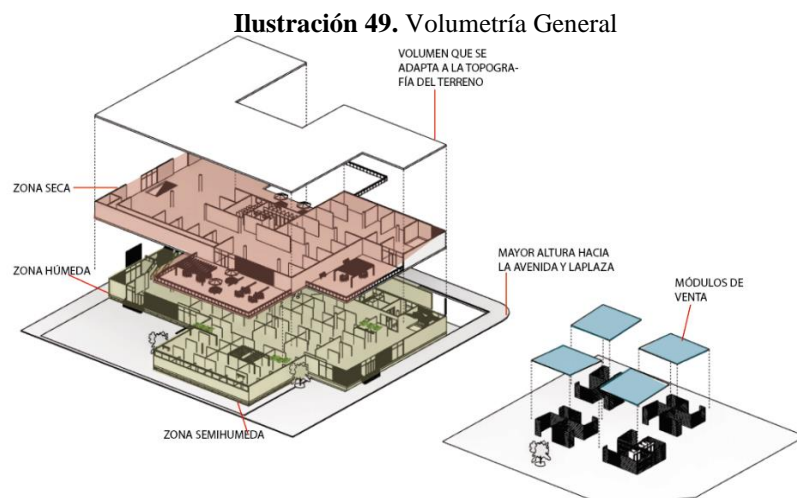 Ilustración 49. Volumetría General
VOLUMEN QUE SE
ADAPTA A LA TOPOGRA-
FÍA DEL TERRENO
ZONA SECA
ZONA HÚMEDA
MAYOR ALTURA HACIA
LA AVENIDA Y LAPLAZA
MÓDULOS DE
VENTA
ZONA SEMIHUMEDA